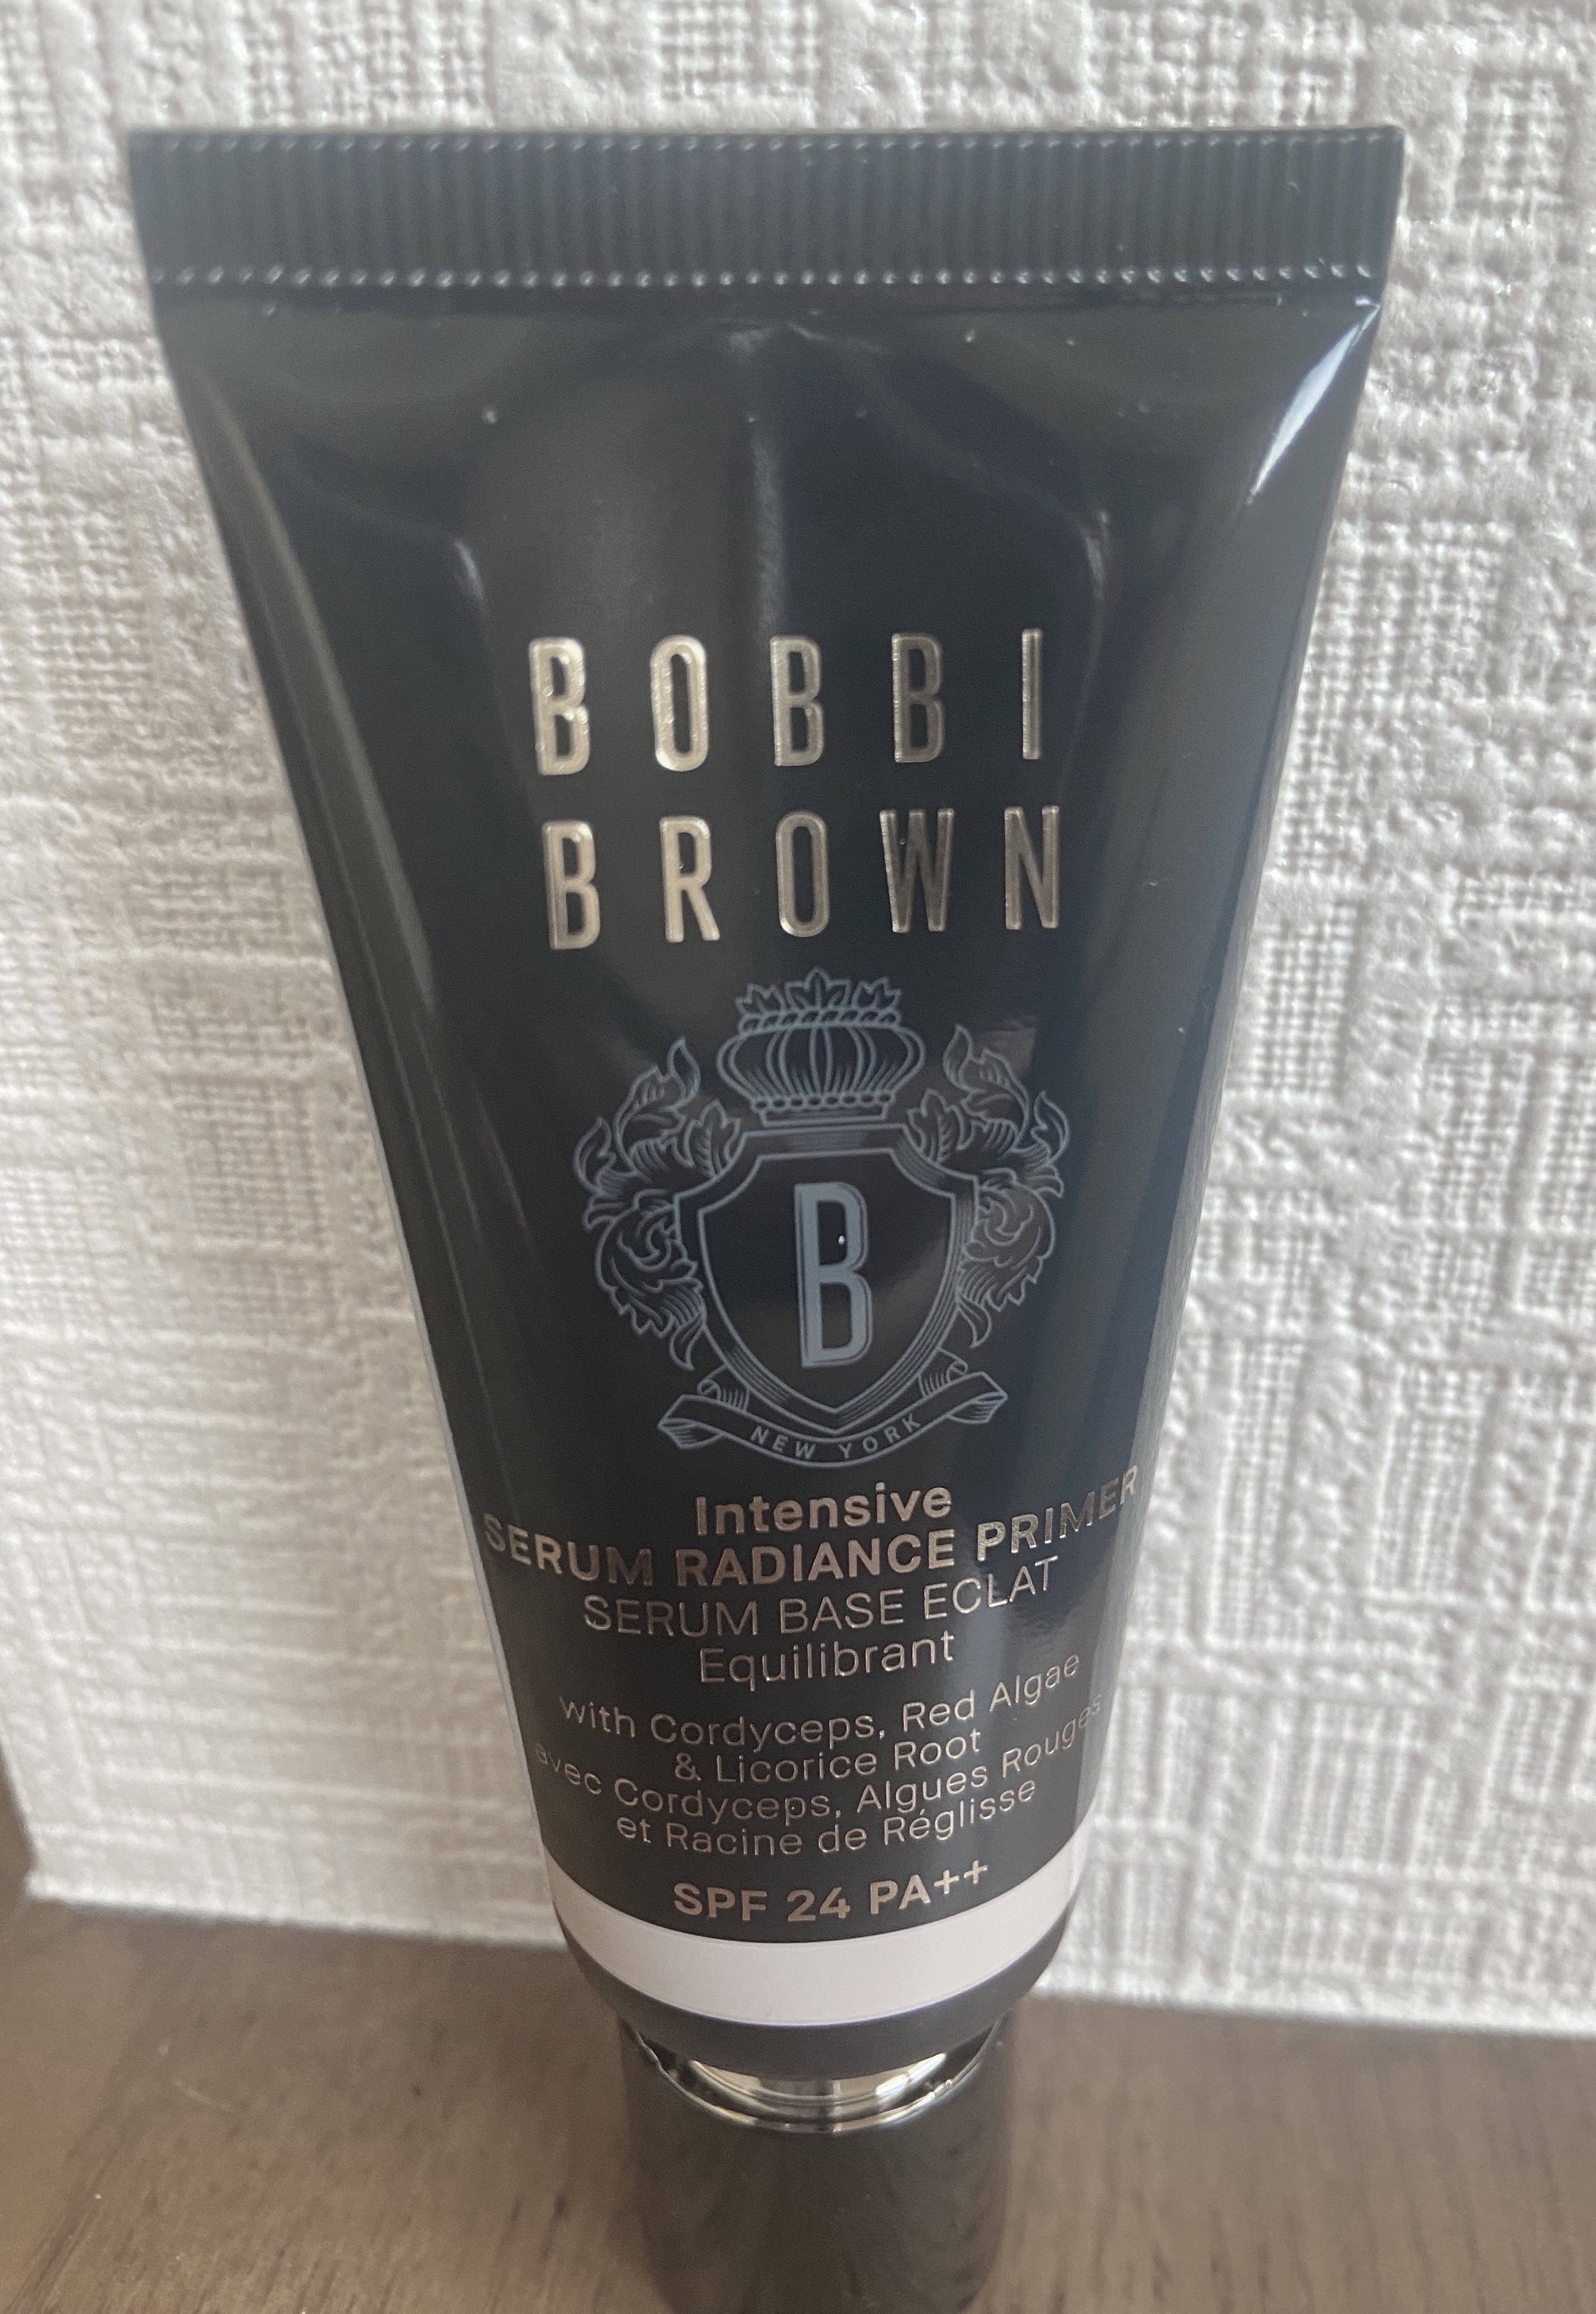 BOBBI
BROWN
B
NEW YORK
Intensive
SERUM RADIANCE PRIMER
SERUM BASE ECLAT
Equilibrant
with Cordyceps, Red Algae
& Licorice Root
avec Cordyceps, Algues Rouges
et Racine de Réglisse
SPF 24 PA++